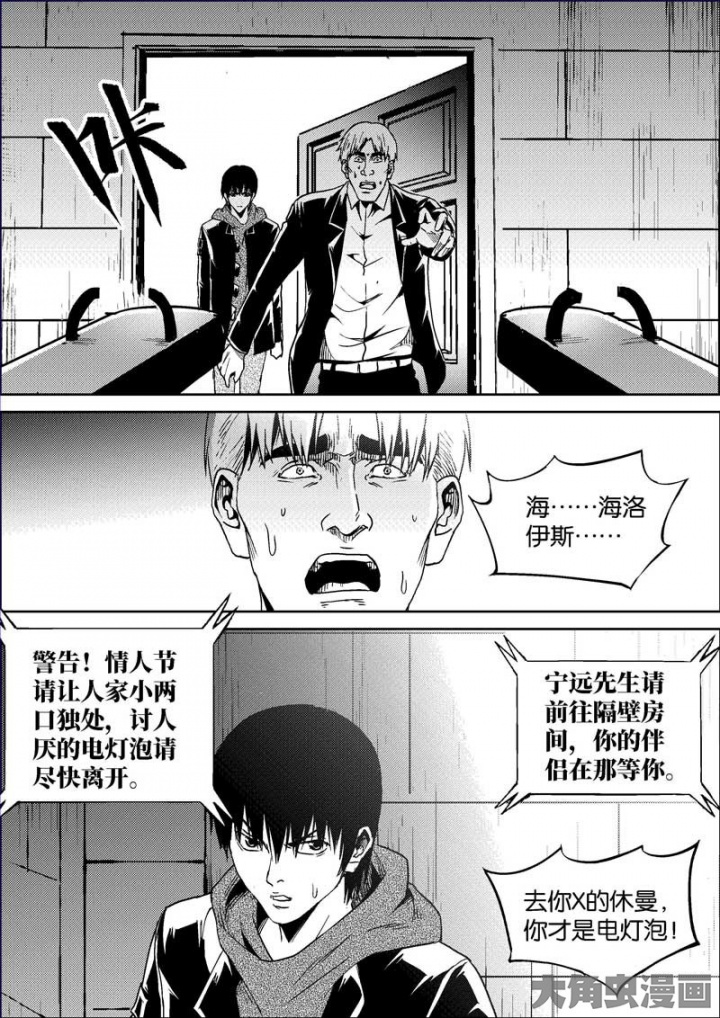 咔
海……海洛
伊斯……
警告！情人节
请让人家小两
口独处，讨人
厌的电灯泡请
尽快离开。
宁远先生请
前往隔壁房
间，你的伴
侣在那等你。
去你X的休曼，
你才是电灯泡！
大角虫漫画